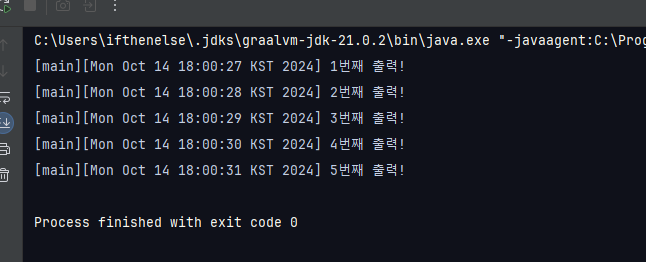 C:\Users\ifthenelse\.jdks\graalvm-jdk-21.0.2\bin\java.exe "-javaagent:C:\Prog
[main][Mon Oct 14 18:00:27 KST 2024] 1번째 출력!
[main][Mon Oct 14 18:00:28 KST 2024] 2번째 출력!
[main][Mon Oct 14 18:00:29 KST 2024] 3번째 출력!
[main][Mon Oct 14 18:00:30 KST 2024] 4번째 출력!
[main][Mon Oct 14 18:00:31 KST 2024] 5번째 출력!
Process finished with exit code 0